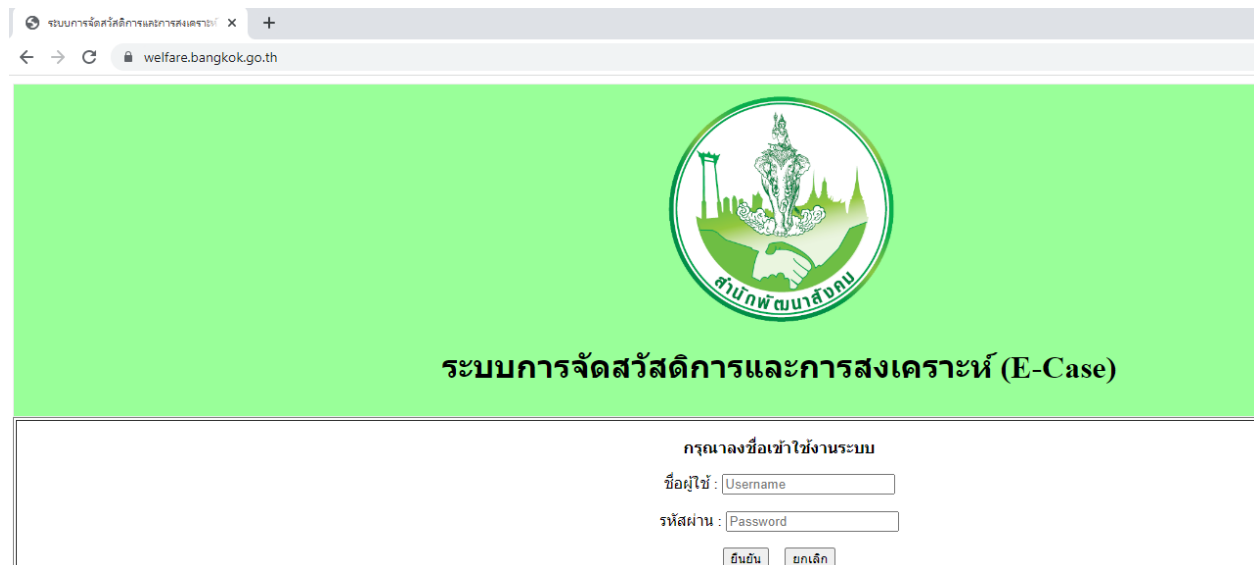 ระบบการจัดสวัสดิการและการสงเคราะห์
welfare.bangkok.go.th
สำนักพัฒนาสังคม
ระบบการจัดสวัสดิการและการสงเคราะห์ (E-Case)
กรุณาลงชื่อเข้าใช้งานระบบ
ชื่อผู้ใช้ : Username
รหัสผ่าน : Password
ยืนยัน ยกเลิก